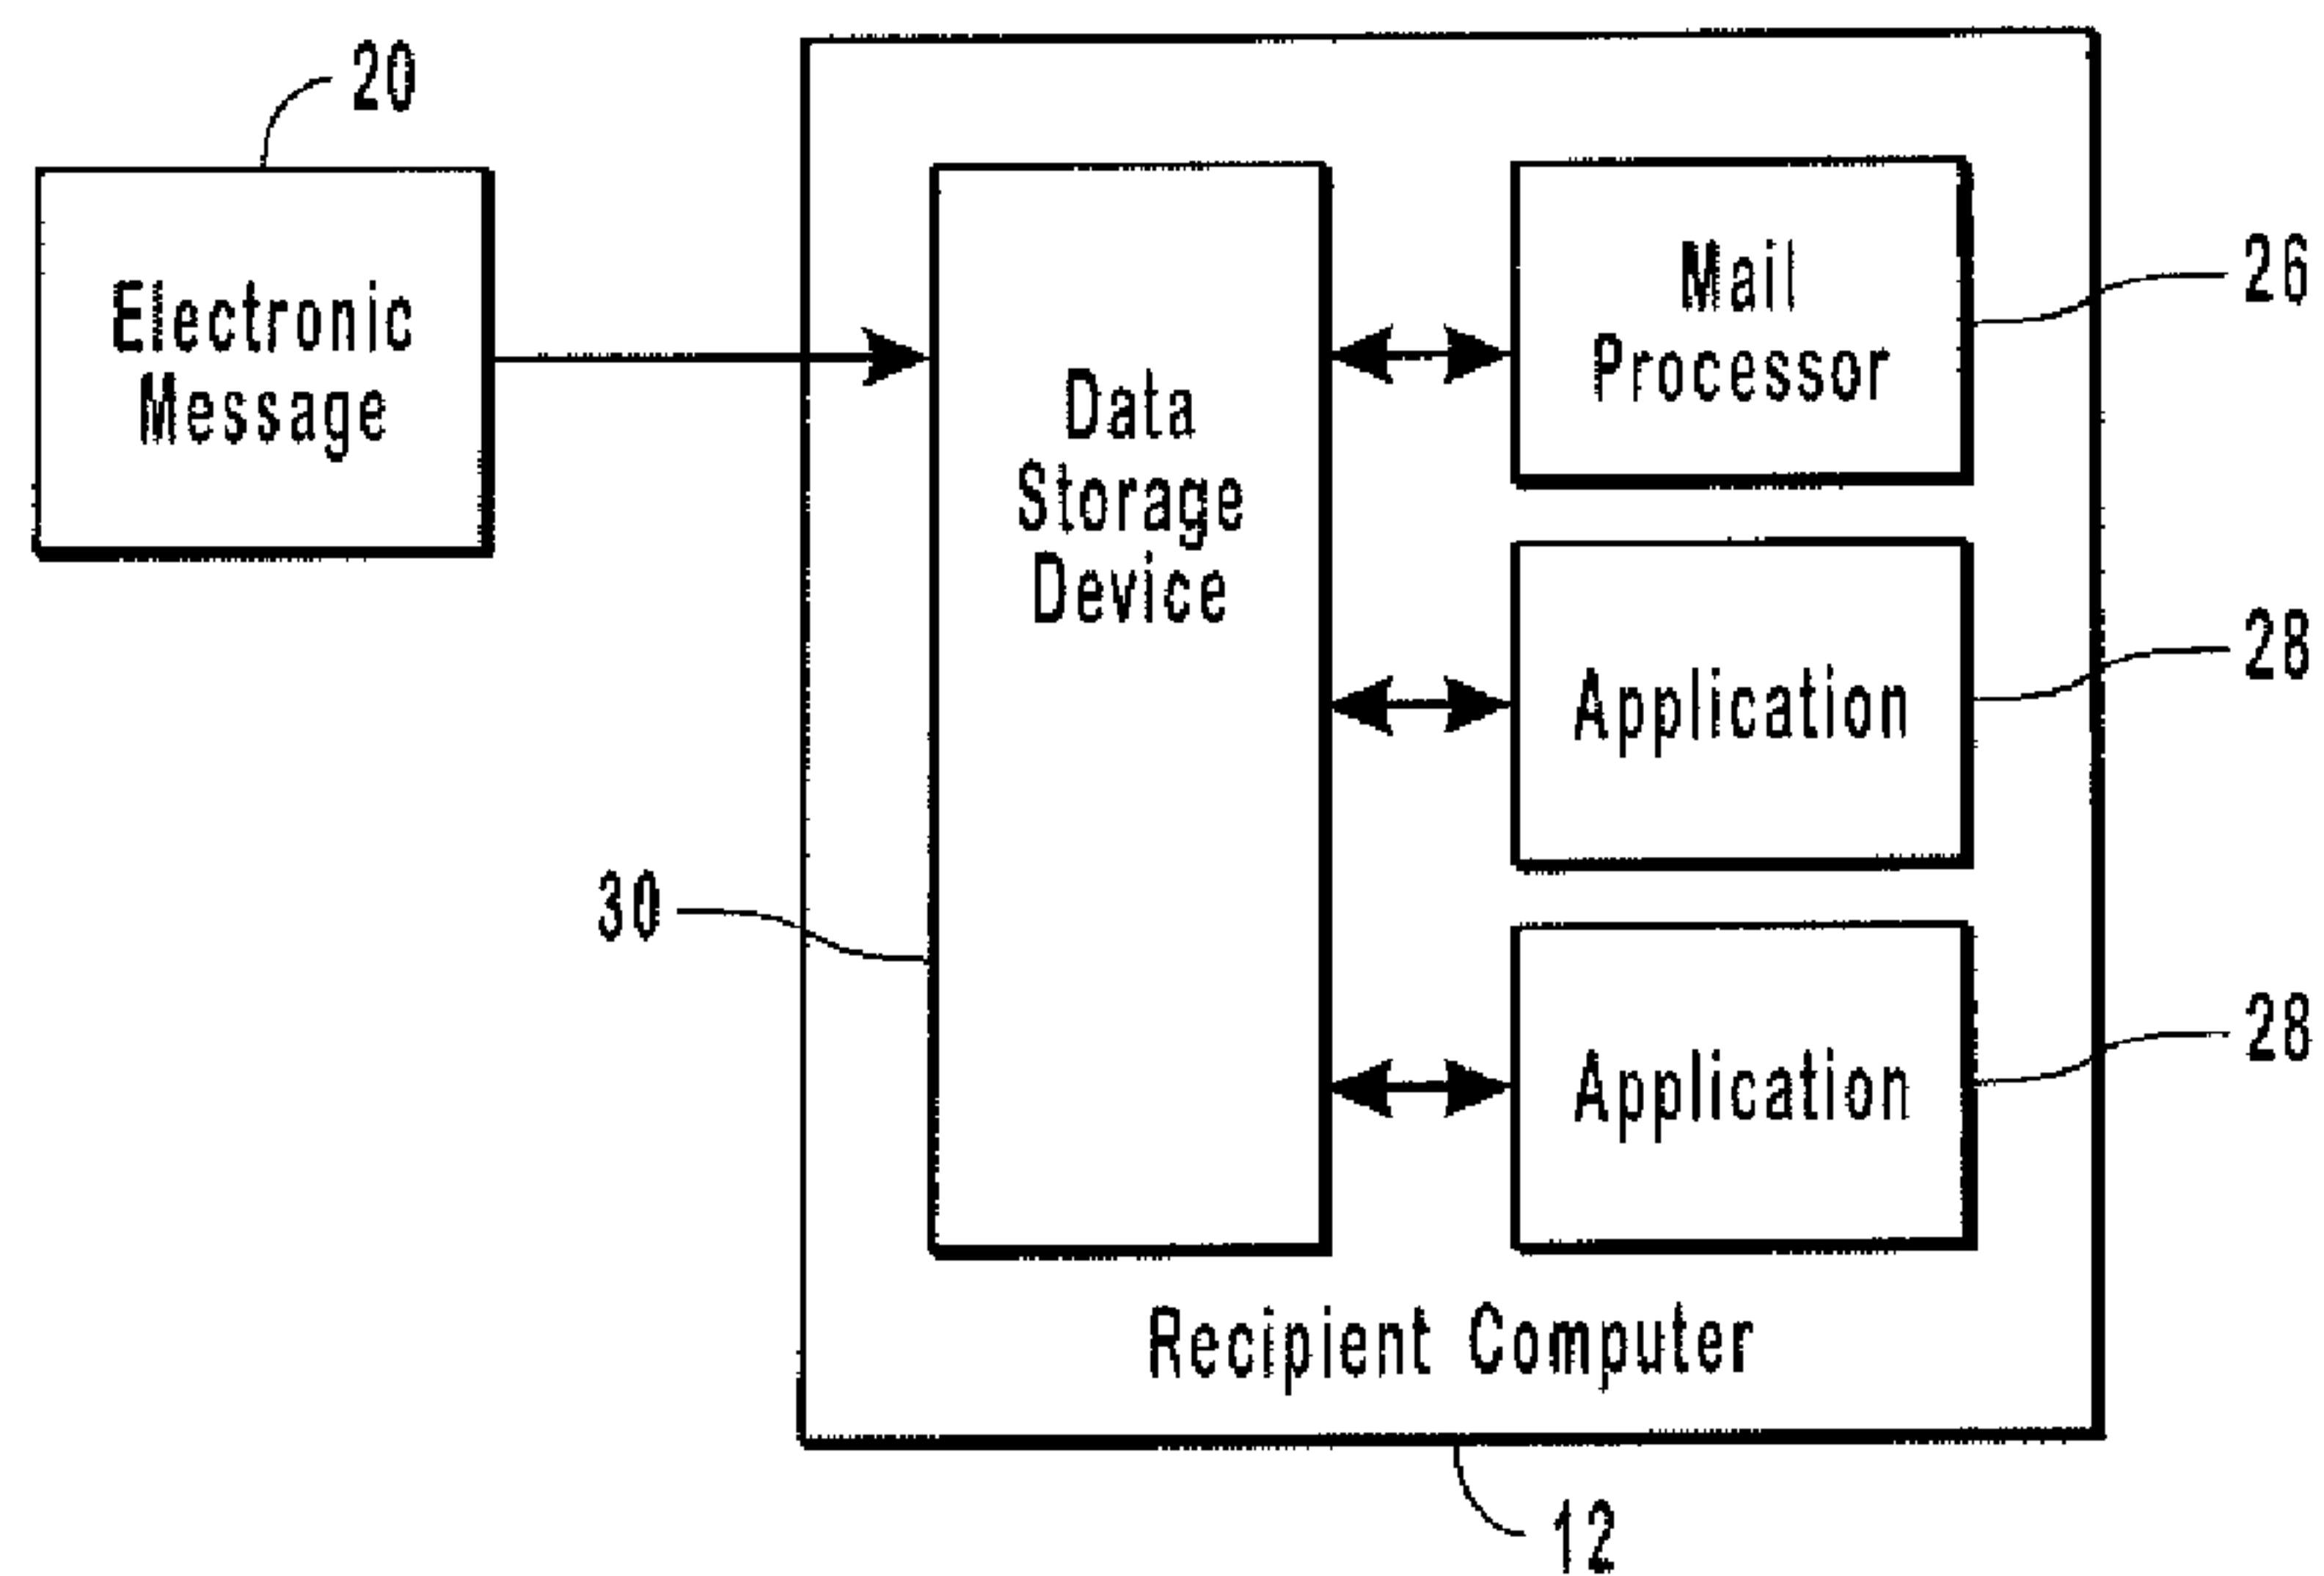 20
Electronic
Message
Data
Storage
Device
30
Mail
Processor
26
Application
28
Application
28
Recipient Computer
12